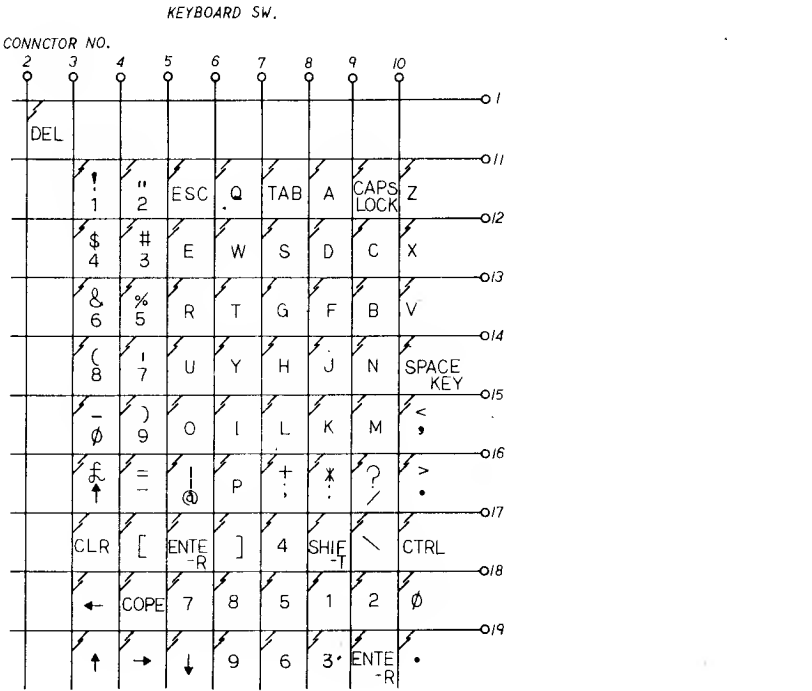 KEYBOARD SW.
CONNCTOR NO.
2 3 4 5 6 7 8 9 10
1
DEL
11
! " ESC Q TAB A CAPS LOCK Z
1 2
12
$ # E W S D C X
4 3
13
& % R T G F B V
6 5
14
( ' U Y H J N SPACE KEY
8 7
15
_ ) O I L K M <
Ø 9 ,
16
£ = | P + * ? >
↑ - @ ; : / .
17
CLR [ ENTE-R ] 4 SHIF-T \ CTRL
18
← COPE 7 8 5 1 2 Ø
19
↑ → ↓ 9 6 3 ENTE-R .